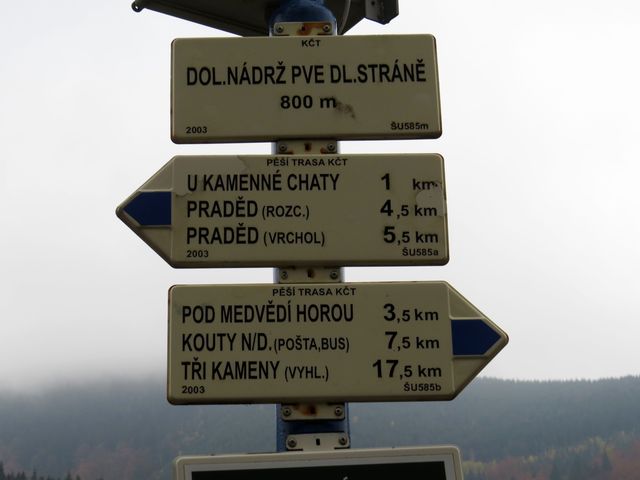 KČT
DOL.NÁDRŽ PVE DL.STRÁNĚ
800 m
2003 ŠU585m
PĚŠÍ TRASA KČT
U KAMENNÉ CHATY 1 km
PRADĚD (ROZC.) 4,5 km
PRADĚD (VRCHOL) 5,5 km
2003 ŠU585a
PĚŠÍ TRASA KČT
POD MEDVĚDÍ HOROU 3,5 km
KOUTY N/D.(POŠTA,BUS) 7,5 km
TŘI KAMENY (VYHL.) 17,5 km
2003 ŠU585b